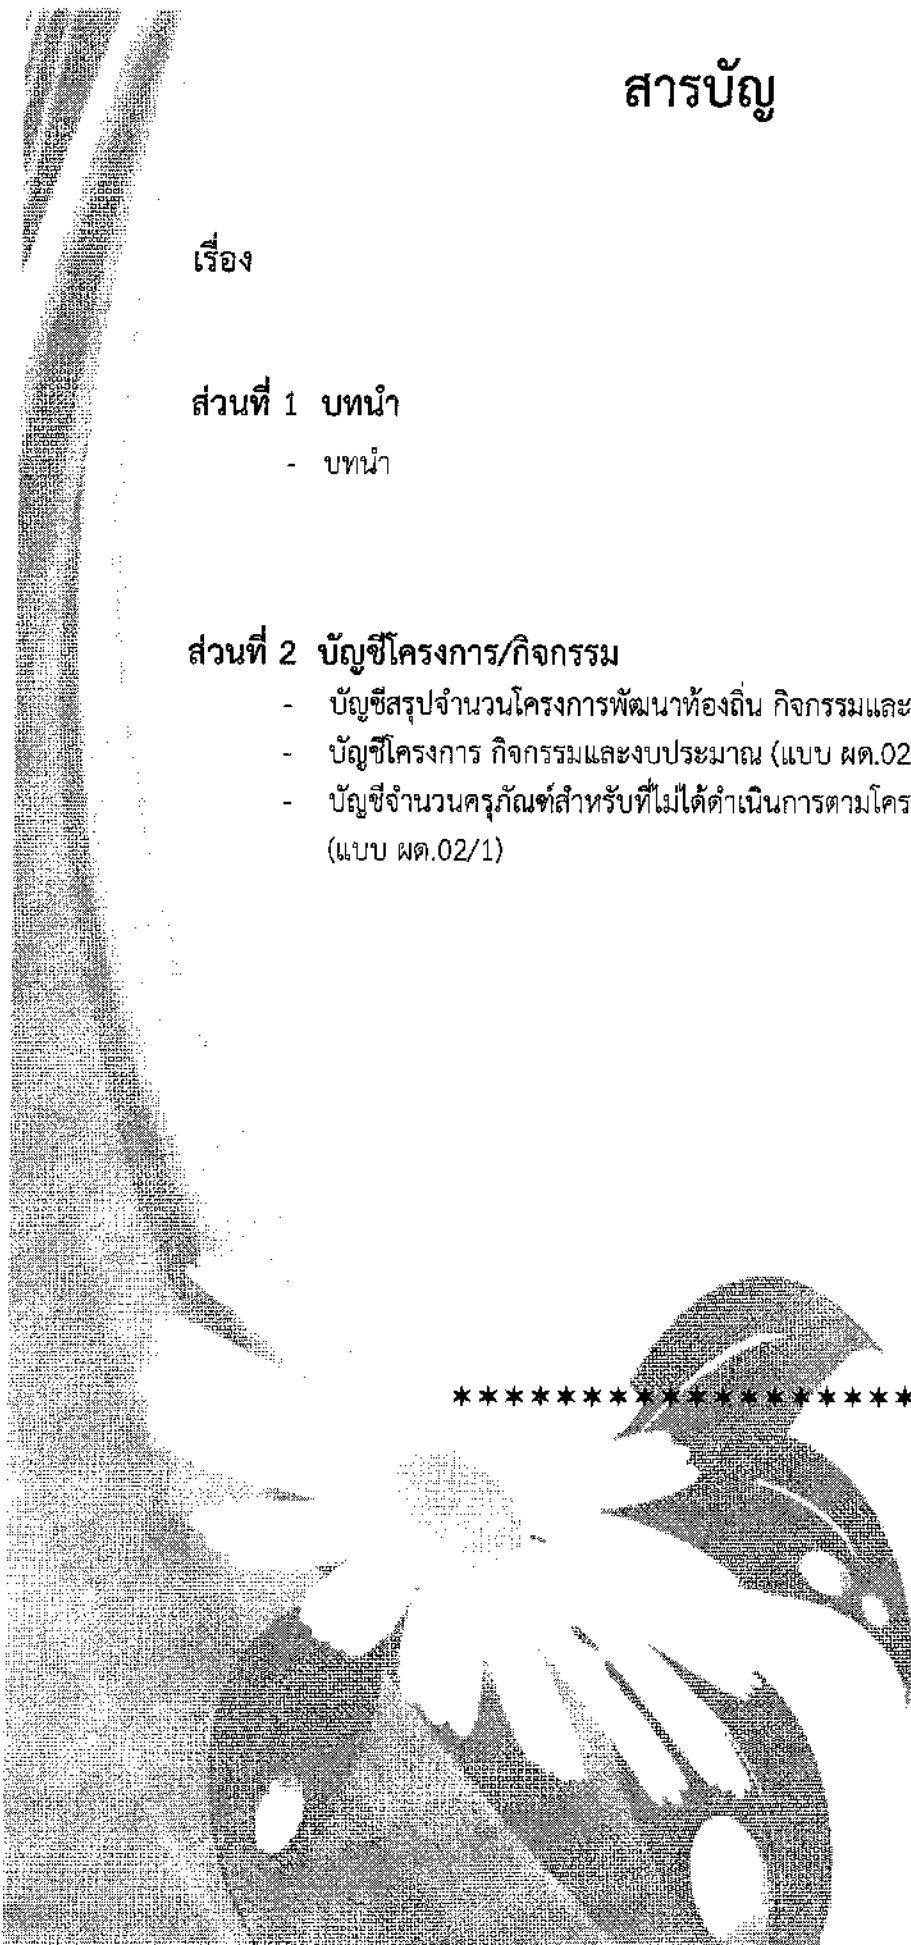 สารบัญ
เรื่อง
ส่วนที่ 1 บทนำ
- บทนำ
ส่วนที่ 2 บัญชีโครงการ/กิจกรรม
- บัญชีสรุปจำนวนโครงการพัฒนาท้องถิ่น กิจกรรมและ
- บัญชีโครงการ กิจกรรมและงบประมาณ (แบบ ผด.02
- บัญชีจำนวนครุภัณฑ์สำหรับที่ไม่ได้ดำเนินการตามโคร
(แบบ ผด.02/1)
******************